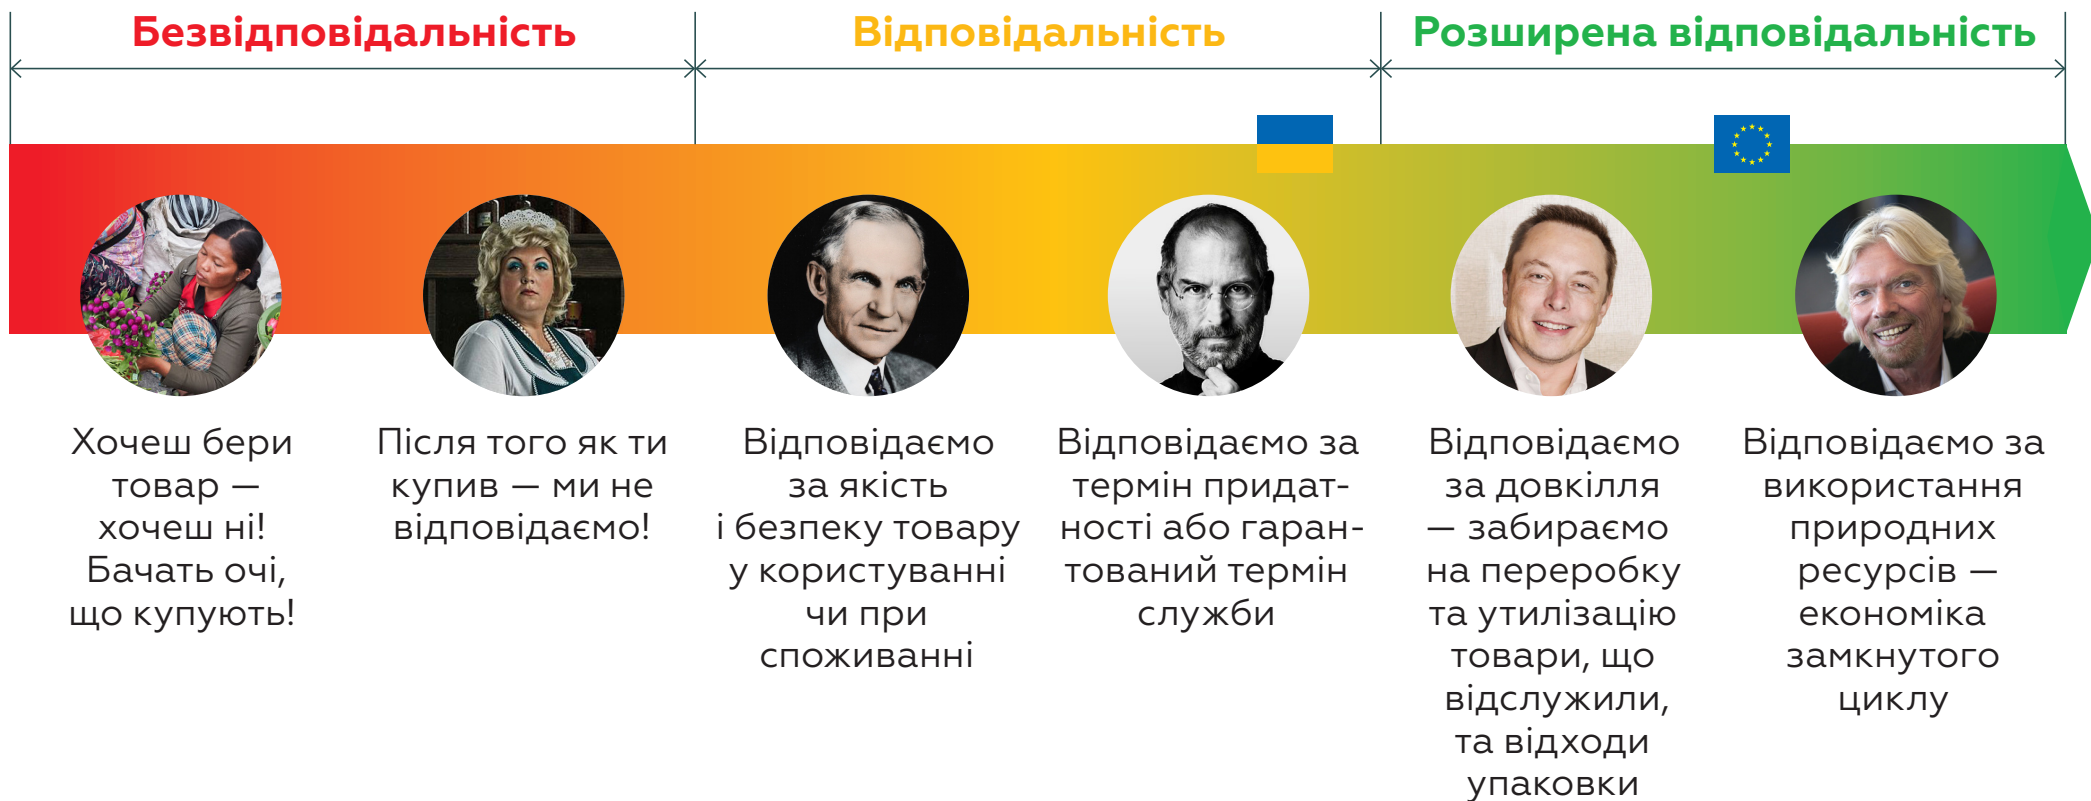 Безвідповідальність
Відповідальність
Розширена відповідальність
Хочеш бери
товар —
хочеш ні!
Бачать очі,
що купують!
Після того як ти
купив — ми не
відповідаємо!
Відповідаємо
за якість
і безпеку товару
у користуванні
чи при
споживанні
Відповідаємо за
термін придат-
ності або гаран-
тований термін
служби
Відповідаємо
за довкілля
— забираємо
на переробку
та утилізацію
товари, що
відслужили,
та відходи
упаковки
Відповідаємо за
використання
природних
ресурсів —
економіка
замкнутого
циклу